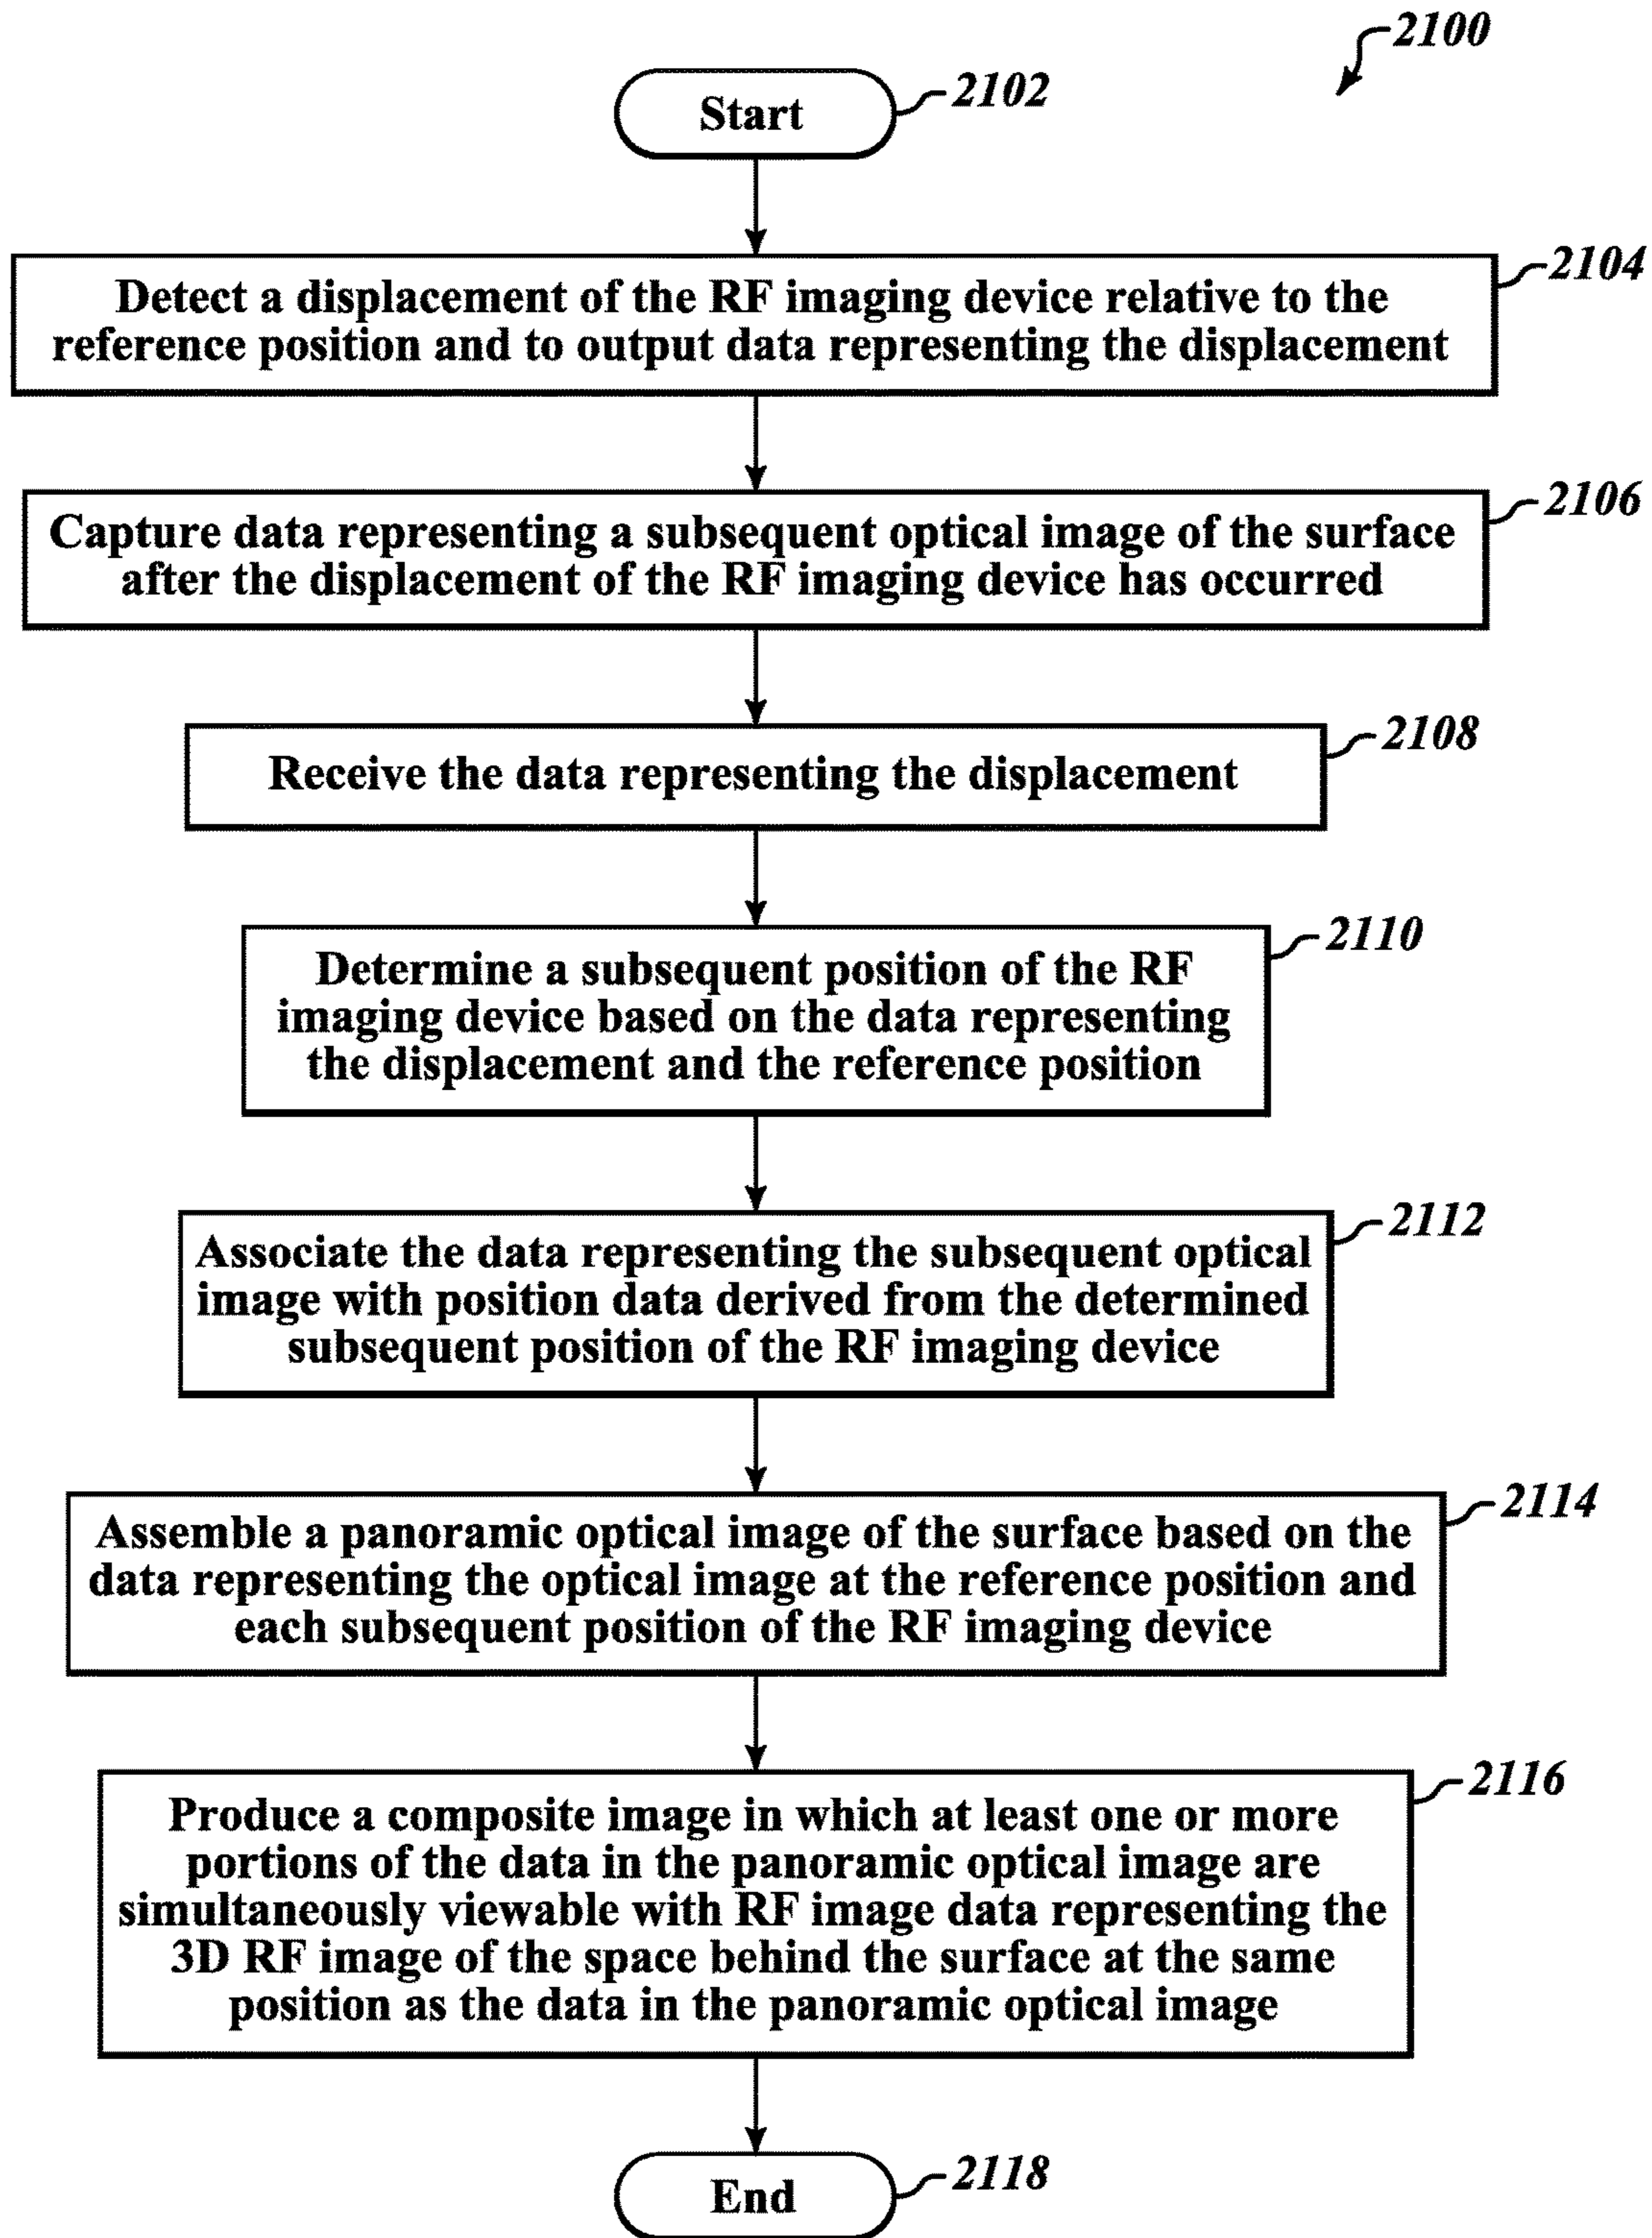 2100
Start
2102
2104
Detect a displacement of the RF imaging device relative to the
reference position and to output data representing the displacement
2106
Capture data representing a subsequent optical image of the surface
after the displacement of the RF imaging device has occurred
2108
Receive the data representing the displacement
2110
Determine a subsequent position of the RF
imaging device based on the data representing
the displacement and the reference position
2112
Associate the data representing the subsequent optical
image with position data derived from the determined
subsequent position of the RF imaging device
2114
Assemble a panoramic optical image of the surface based on the
data representing the optical image at the reference position and
each subsequent position of the RF imaging device
2116
Produce a composite image in which at least one or more
portions of the data in the panoramic optical image are
simultaneously viewable with RF image data representing the
3D RF image of the space behind the surface at the same
position as the data in the panoramic optical image
End
2118